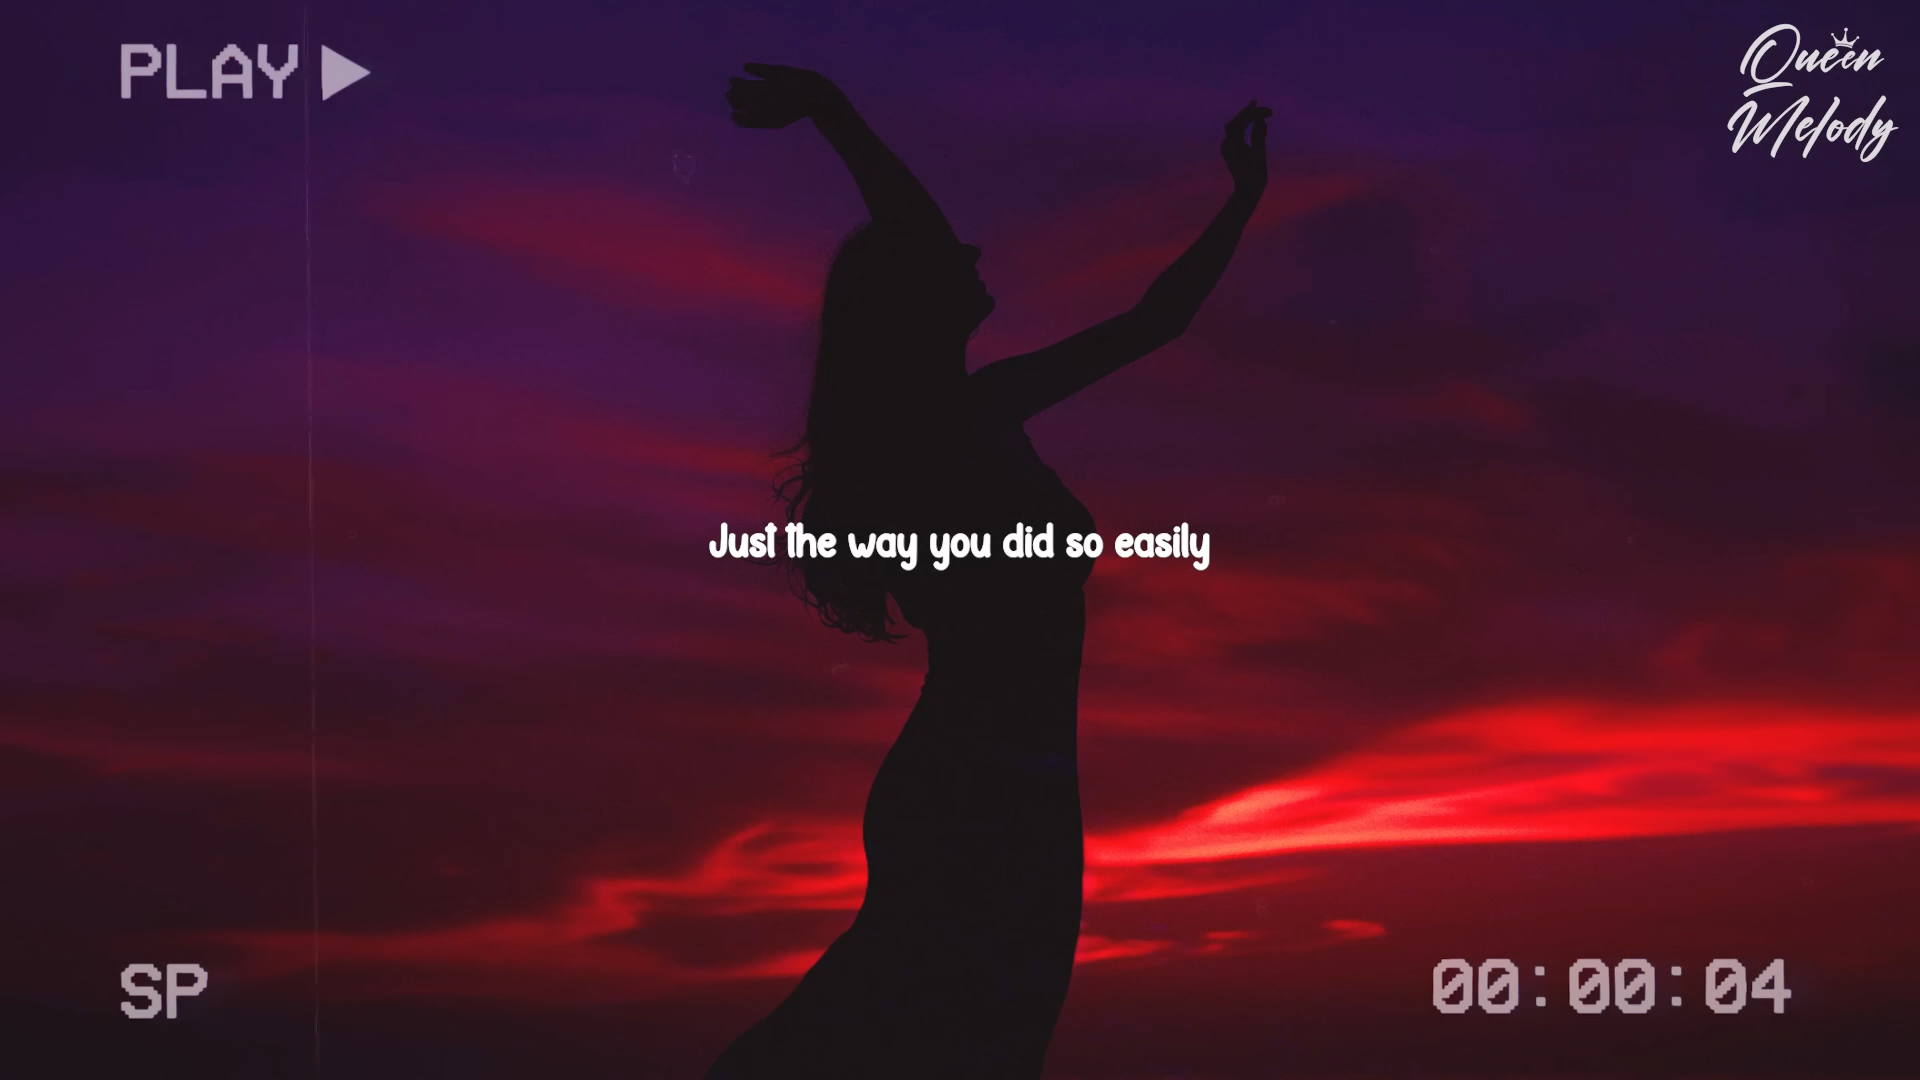 PLAY
Queen
Melody
Just the way you did so easily
SP
00:00:04